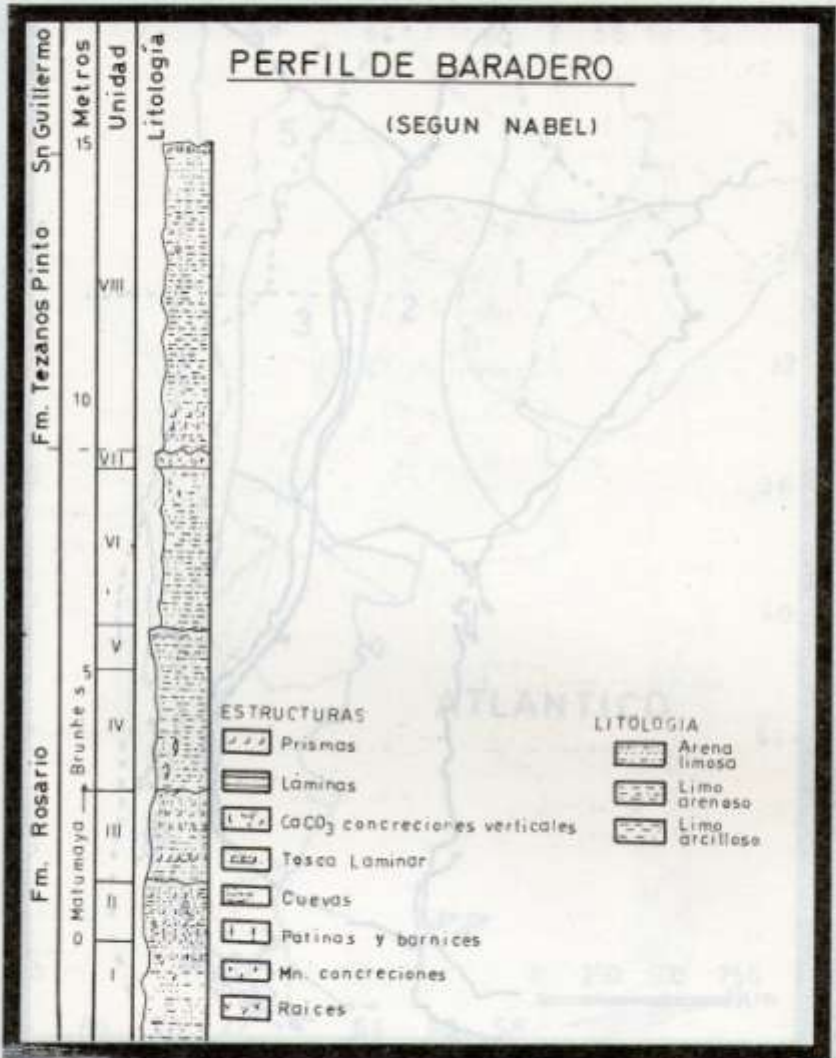 PERFIL DE BARADERO
(SEGUN NABEL)
Sn Guillermo
Fm. Tezanos Pinto
Fm. Rosario
Metros
Unidad
Litología
15
10
5
0
Matumaya → Brunhes
VIII
VII
VI
V
IV
III
II
I
ESTRUCTURAS
Prismas
Láminas
CaCO3 concreciones verticales
Tosca Laminar
Cuevas
Patinas y barnices
Mn. concreciones
Raices
LITOLOGIA
Arena
limosa
Limo
arenoso
Limo
arcilloso
ATLANTICO